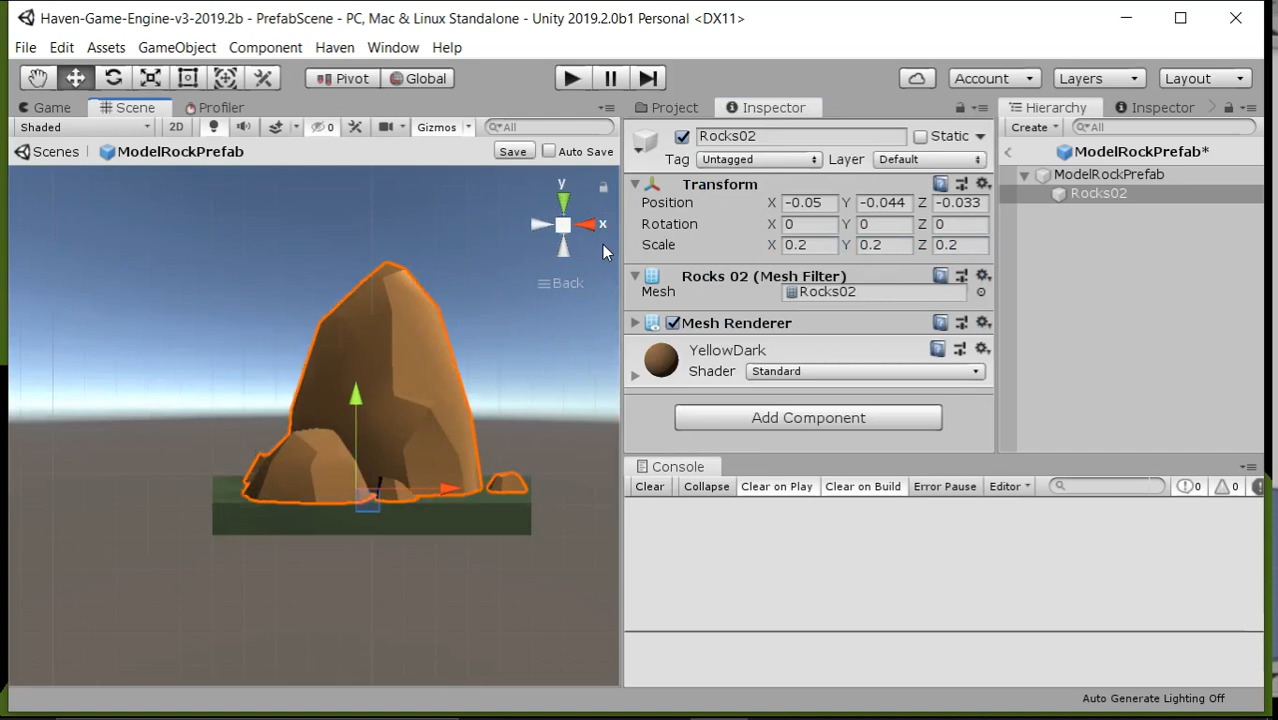 Haven-Game-Engine-v3-2019.2b - PrefabScene - PC, Mac & Linux Standalone - Unity 2019.2.0b1 Personal <DX11>
File Edit Assets GameObject Component Haven Window Help
Pivot Global Account Layers Layout
Game Scene Profiler Project Inspector Hierarchy Inspector
Shaded 2D 0 Gizmos All
Rocks02 Static
Create All
Scenes ModelRockPrefab Save Auto Save
Tag Untagged Layer Default
ModelRockPrefab*
ModelRockPrefab
Rocks02
y
x
Back
Transform
Position X -0.05 Y -0.044 Z -0.033
Rotation X 0 Y 0 Z 0
Scale X 0.2 Y 0.2 Z 0.2
Rocks 02 (Mesh Filter)
Mesh Rocks02
Mesh Renderer
YellowDark
Shader Standard
Add Component
Console
Clear Collapse Clear on Play Clear on Build Error Pause Editor 0 0
Auto Generate Lighting Off